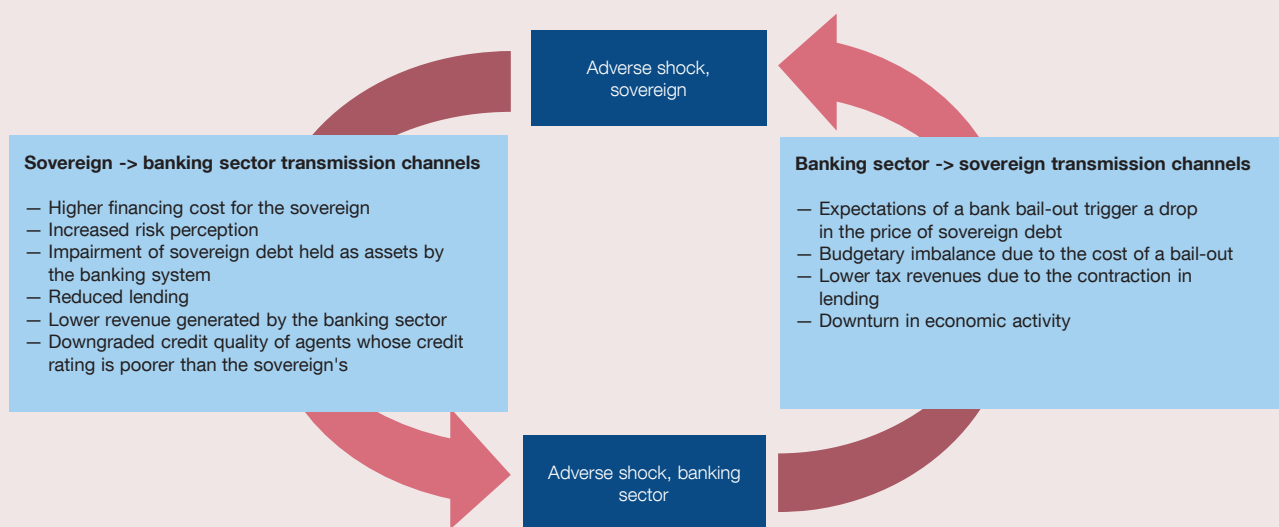 Adverse shock,
sovereign
Sovereign -> banking sector transmission channels
— Higher financing cost for the sovereign
— Increased risk perception
— Impairment of sovereign debt held as assets by
the banking system
— Reduced lending
— Lower revenue generated by the banking sector
— Downgraded credit quality of agents whose credit
rating is poorer than the sovereign's
Banking sector -> sovereign transmission channels
— Expectations of a bank bail-out trigger a drop
in the price of sovereign debt
— Budgetary imbalance due to the cost of a bail-out
— Lower tax revenues due to the contraction in
lending
— Downturn in economic activity
Adverse shock, banking
sector